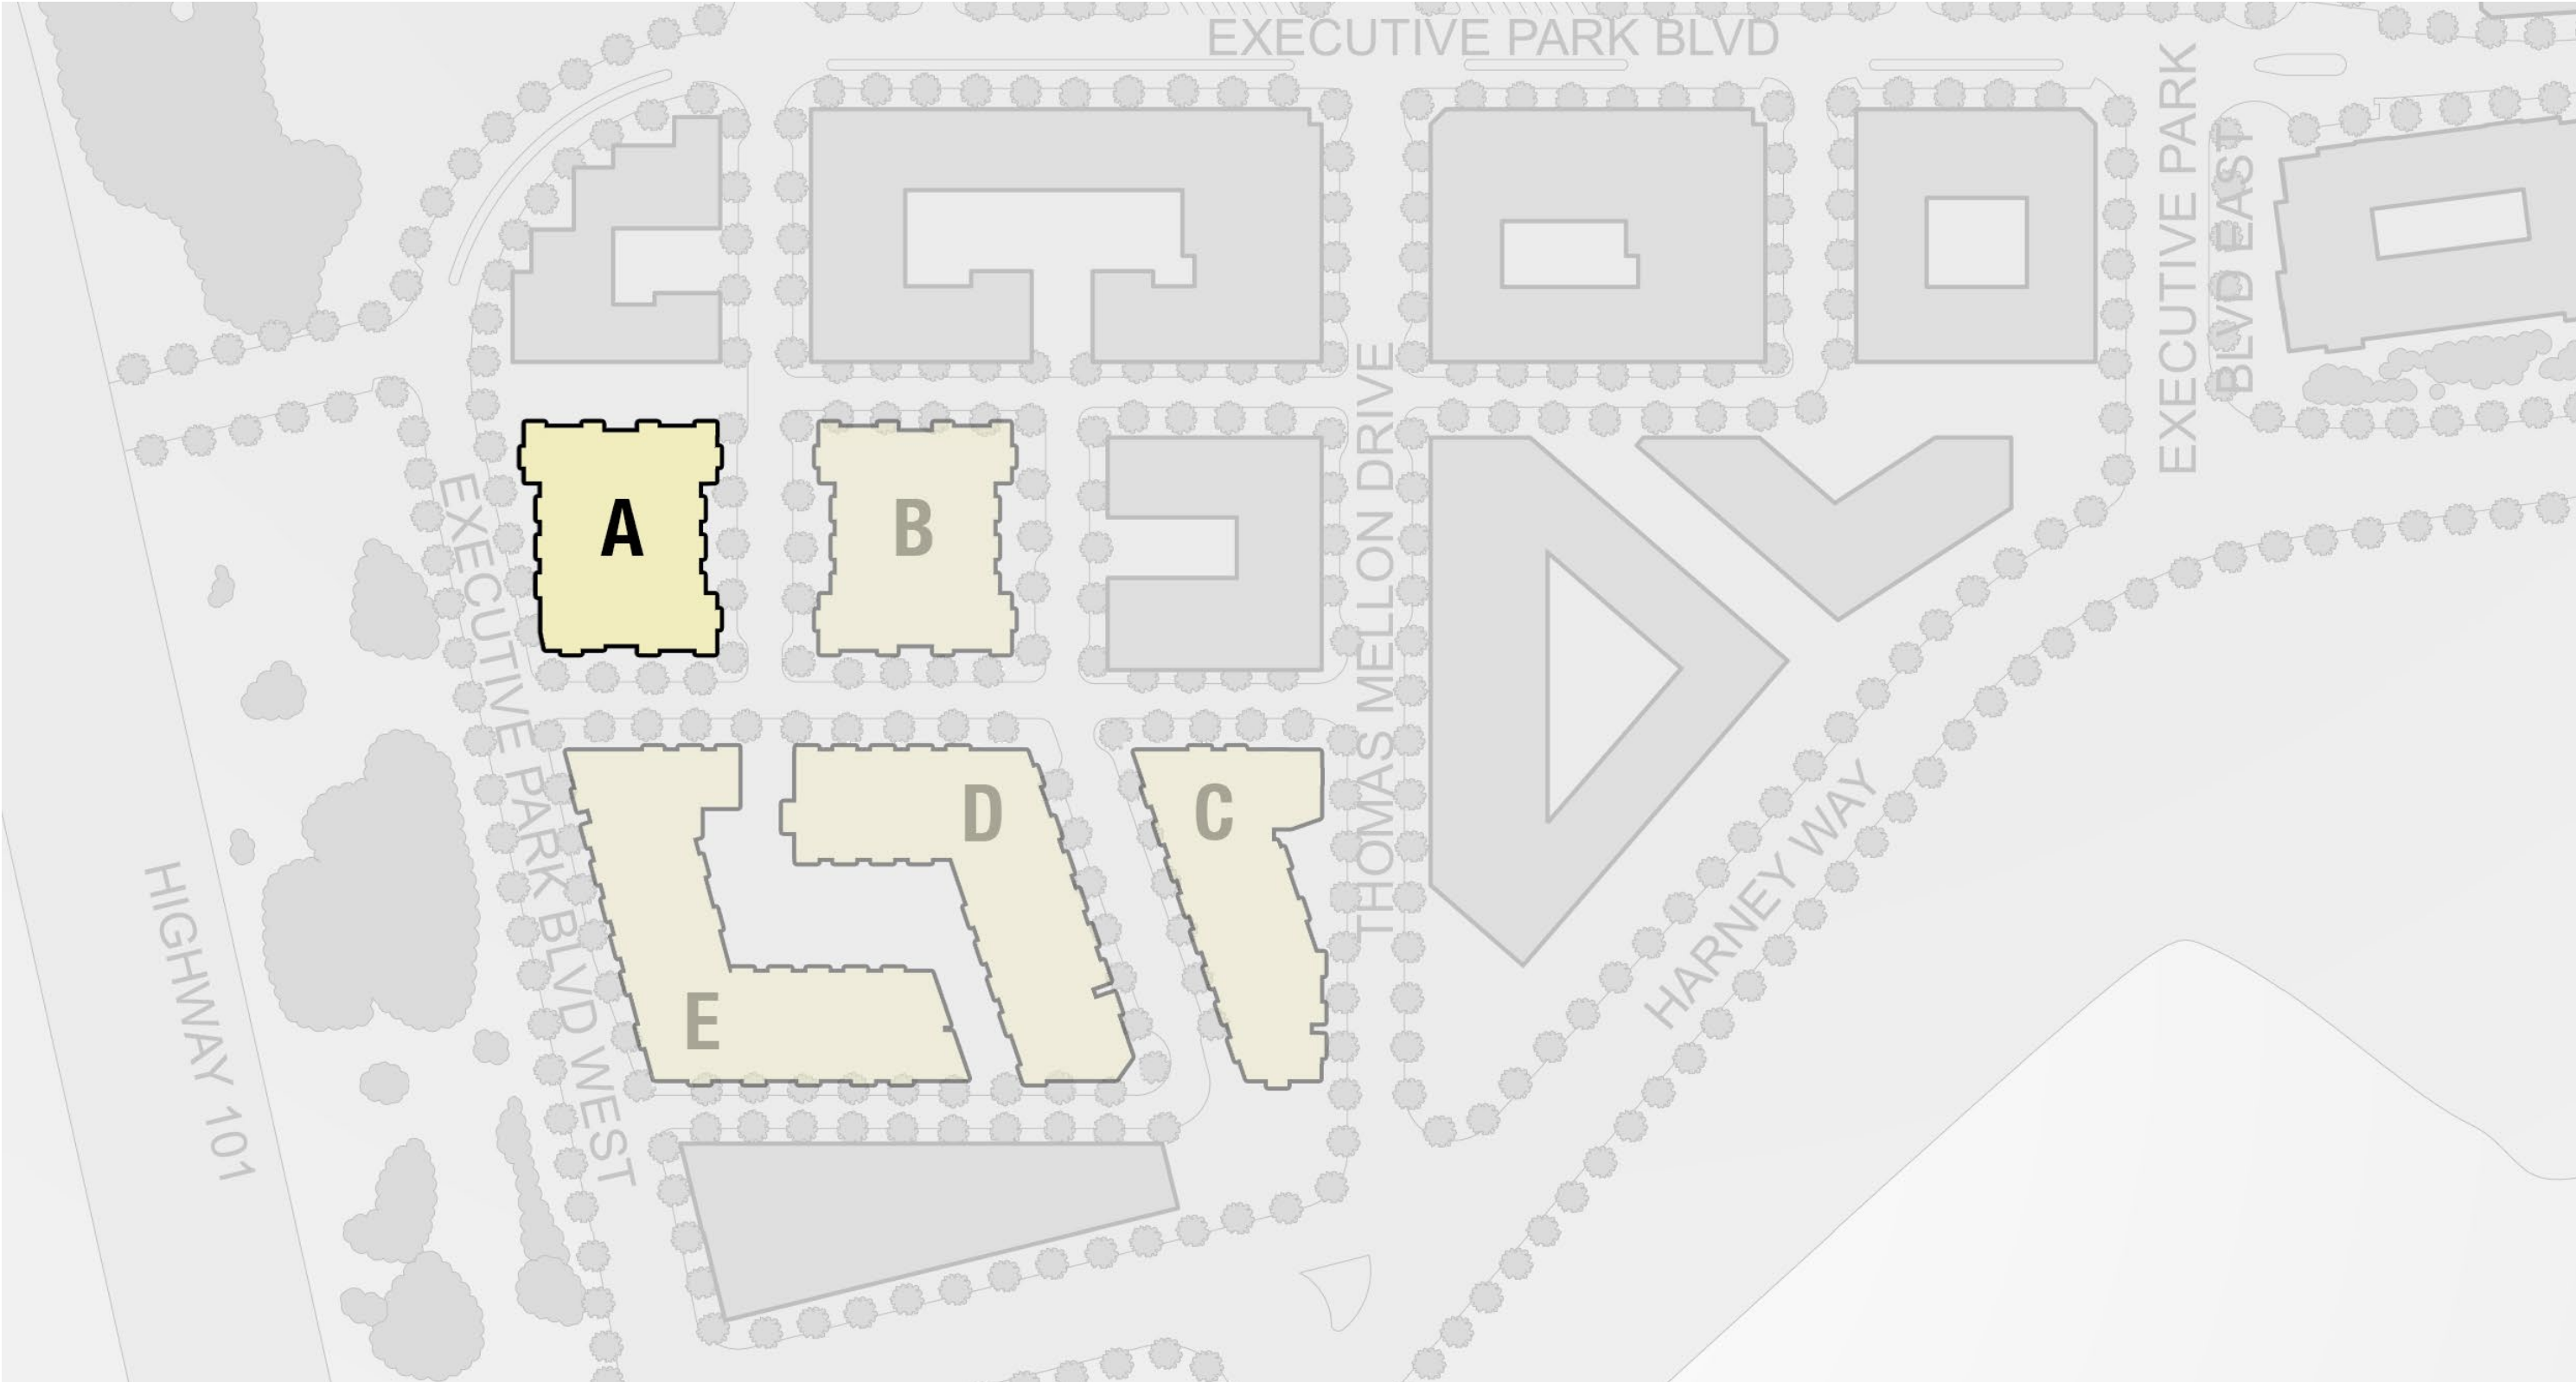 EXECUTIVE PARK BLVD
EXECUTIVE PARK
BLVD EAST
A
B
EXECUTIVE PARK BLVD WEST
THOMAS MELLON DRIVE
D
C
HARNEY WAY
HIGHWAY 101
E